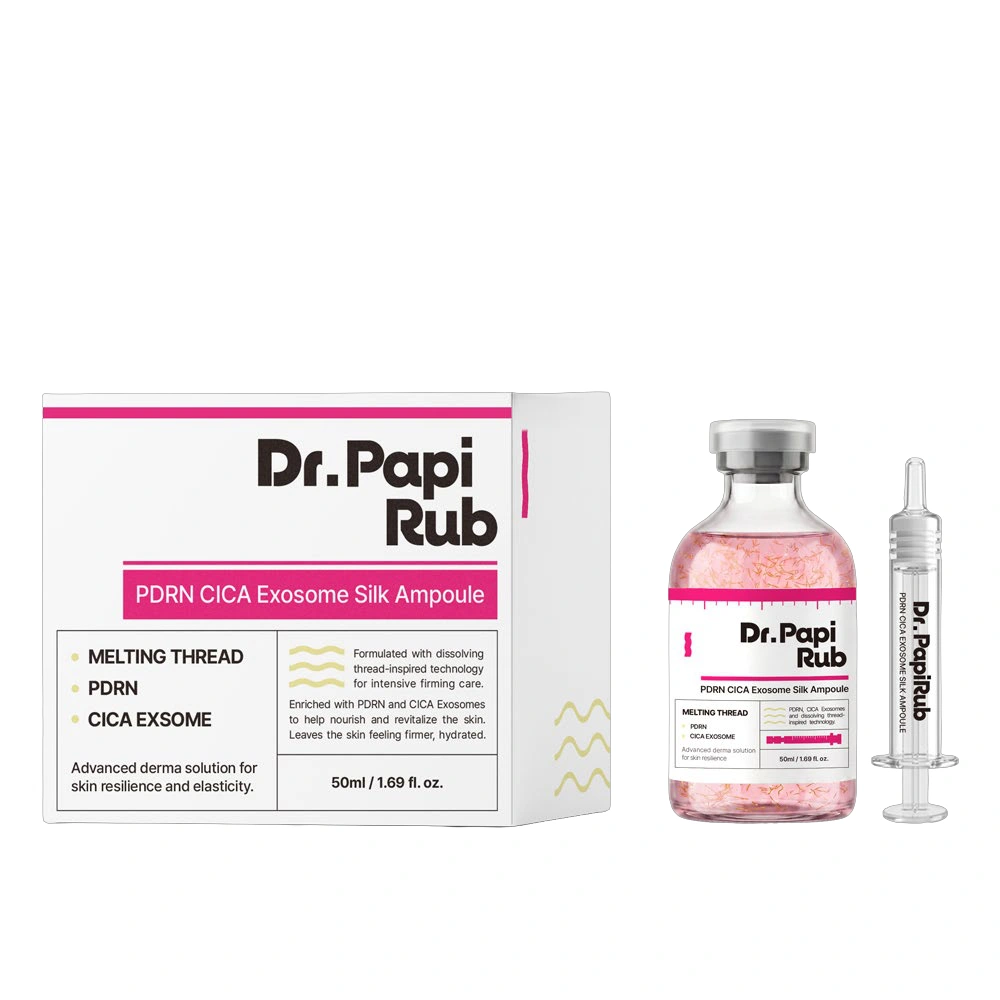 Dr. Papi
Rub
PDRN CICA Exosome Silk Ampoule
• MELTING THREAD
• PDRN
• CICA EXSOME
Advanced derma solution for
skin resilience and elasticity.
Formulated with dissolving
thread-inspired technology
for intensive firming care.
Enriched with PDRN and CICA Exosomes
to help nourish and revitalize the skin.
Leaves the skin feeling firmer, hydrated.
50ml / 1.69 fl. oz.
Dr. Papi
Rub
PDRN CICA Exosome Silk Ampoule
MELTING THREAD
• PDRN
• CICA EXOSOME
Advanced derma solution
for skin resilience
PDRN, CICA Exosomes
and dissolving thread-
inspired technology.
50ml / 1.69 fl. oz.
Dr. PapiRub
PDRN CICA EXOSOME SILK AMPOULE